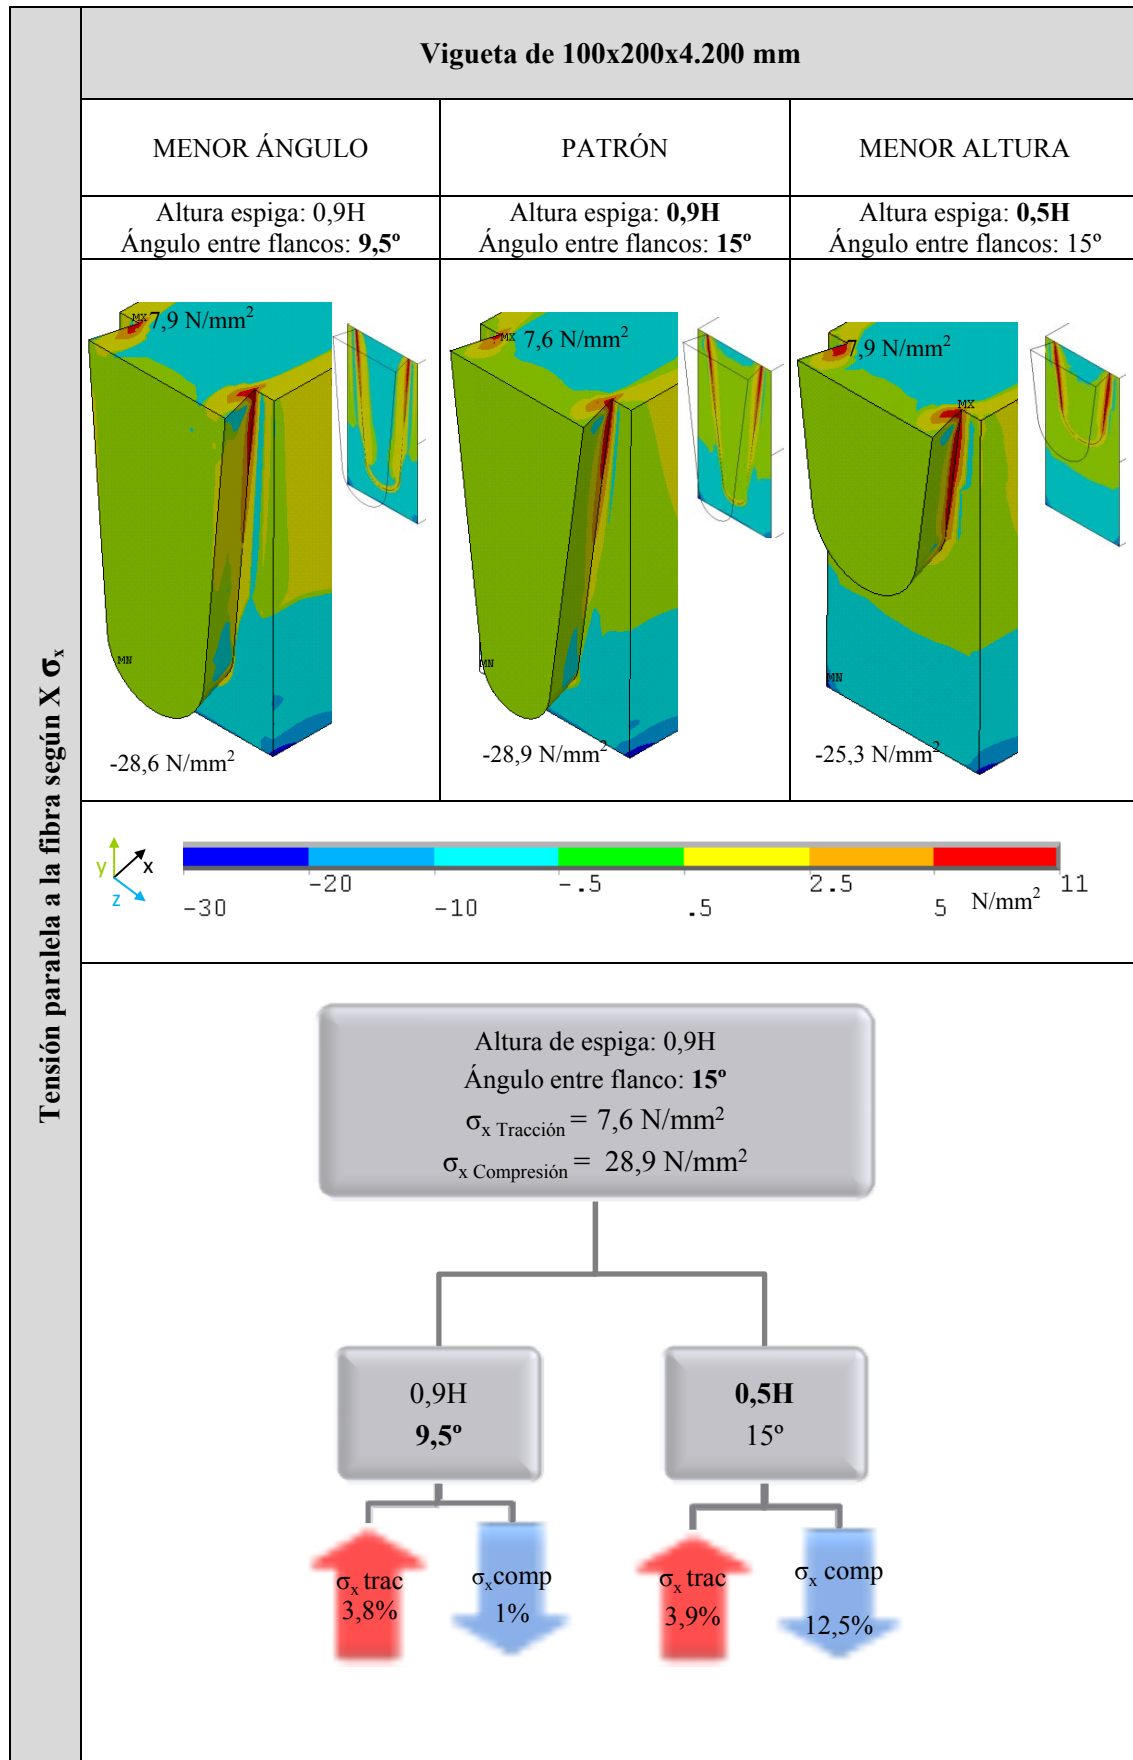 Tensión paralela a la fibra según X σx
Vigueta de 100x200x4.200 mm
MENOR ÁNGULO
PATRÓN
MENOR ALTURA
Altura espiga: 0,9H
Ángulo entre flancos: 9,5º
Altura espiga: 0,9H
Ángulo entre flancos: 15º
Altura espiga: 0,5H
Ángulo entre flancos: 15º
MX 7,9 N/mm²
MN
-28,6 N/mm²
MX 7,6 N/mm²
MN
-28,9 N/mm²
7,9 N/mm²
MX
MN
-25,3 N/mm²
y x z
-20 -.5 2.5 11
-30 -10 .5 5 N/mm²
Altura de espiga: 0,9H
Ángulo entre flanco: 15º
σx Tracción = 7,6 N/mm²
σx Compresión = 28,9 N/mm²
0,9H
9,5º
0,5H
15º
σx trac
3,8%
σx comp
1%
σx trac
3,9%
σx comp
12,5%